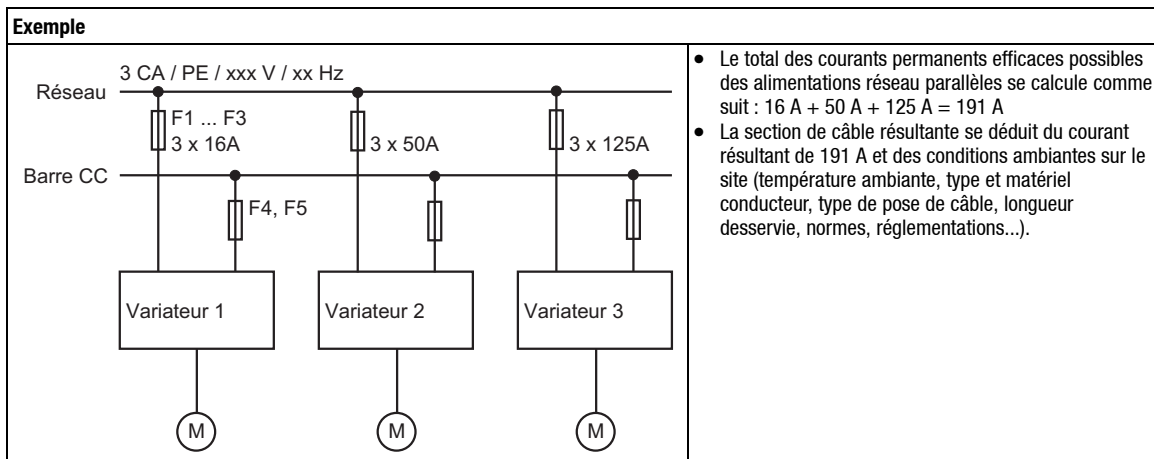 Exemple
3 CA / PE / xxx V / xx Hz
Réseau
F1 ... F3
3 x 16A
3 x 50A
3 x 125A
Barre CC
F4, F5
Variateur 1
Variateur 2
Variateur 3
M
M
M
● Le total des courants permanents efficaces possibles
des alimentations réseau parallèles se calcule comme
suit : 16 A + 50 A + 125 A = 191 A
● La section de câble résultante se déduit du courant
résultant de 191 A et des conditions ambiantes sur le
site (température ambiante, type et matériel
conducteur, type de pose de câble, longueur
desservie, normes, réglementations...).